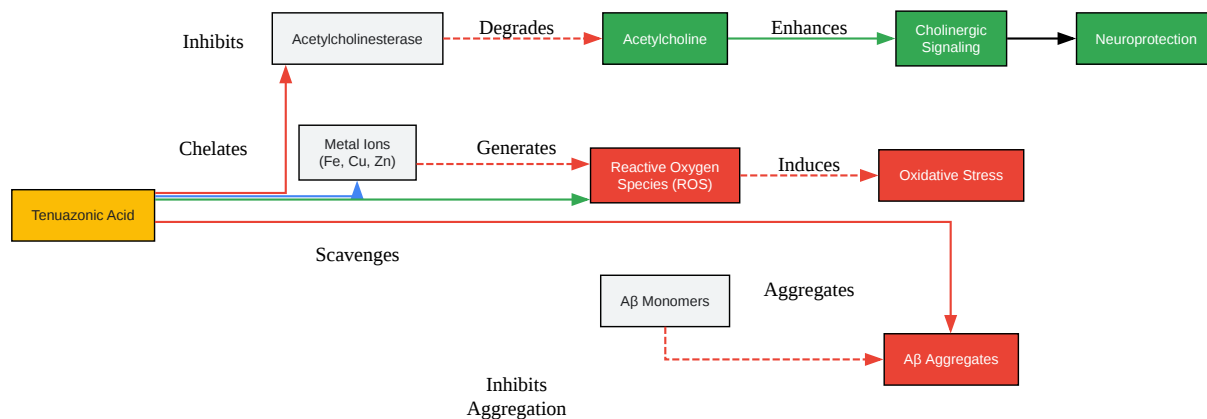 Inhibits
Acetylcholinesterase
Degrades
Acetylcholine
Enhances
Cholinergic
Signaling
Neuroprotection
Chelates
Metal Ions
(Fe, Cu, Zn)
Generates
Reactive Oxygen
Species (ROS)
Induces
Oxidative Stress
Tenuazonic Acid
Scavenges
Aβ Monomers
Aggregates
Aβ Aggregates
Inhibits
Aggregation